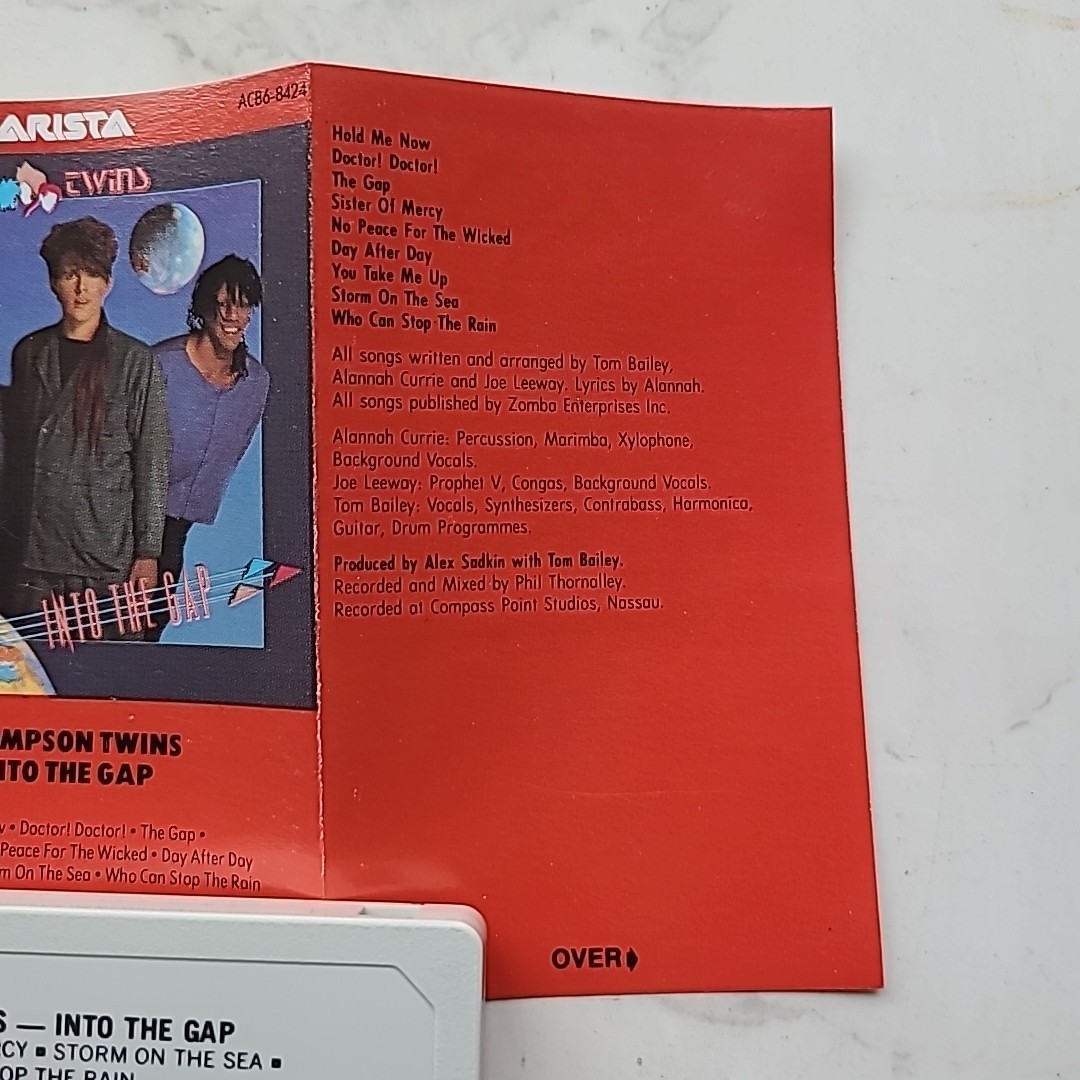 ARISTA
ACB6-8424
twins
INTO THE GAP
MPSON TWINS
NTO THE GAP
• Doctor! Doctor! • The Gap •
Peace For The Wicked • Day After Day
m On The Sea • Who Can Stop The Rain
Hold Me Now
Doctor! Doctor!
The Gap
Sister Of Mercy
No Peace For The Wicked
Day After Day
You Take Me Up
Storm On The Sea
Who Can Stop The Rain
All songs written and arranged by Tom Bailey,
Alannah Currie and Joe Leeway. Lyrics by Alannah.
All songs published by Zomba Enterprises Inc.
Alannah Currie: Percussion, Marimba, Xylophone,
Background Vocals.
Joe Leeway: Prophet V, Congas, Background Vocals.
Tom Bailey: Vocals, Synthesizers, Contrabass, Harmonica,
Guitar, Drum Programmes.
Produced by Alex Sadkin with Tom Bailey.
Recorded and Mixed by Phil Thornalley.
Recorded at Compass Point Studios, Nassau.
OVER
S — INTO THE GAP
RCY ▪ STORM ON THE SEA ▪
OP THE RAIN